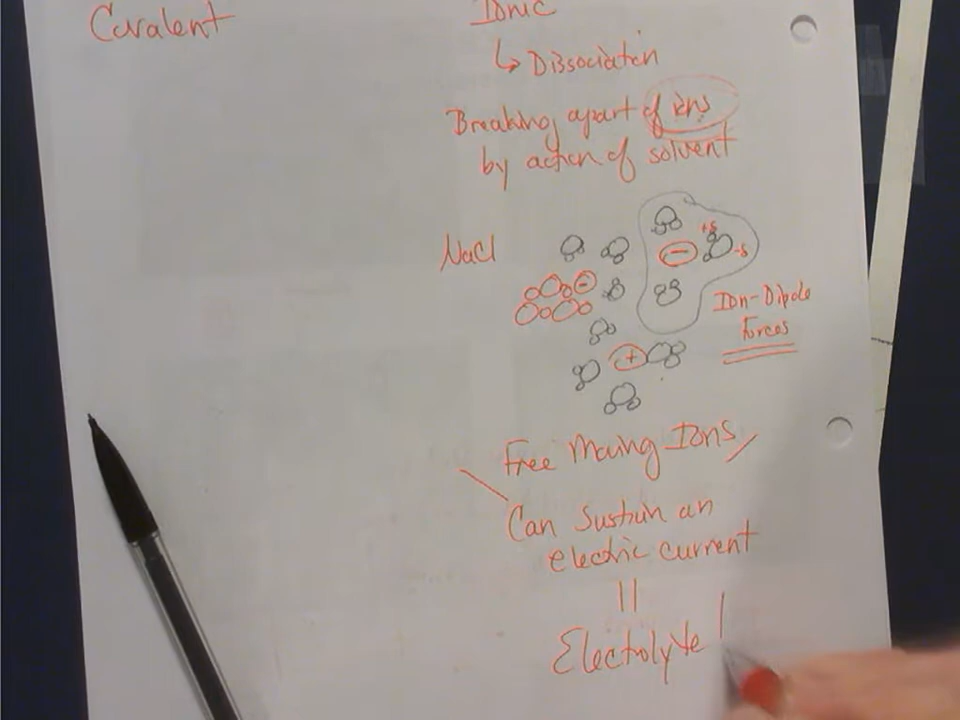 Covalent
Ionic
↳ Dissociation
Breaking apart of ions
by action of solvent
NaCl
−
+δ
−
-δ
Ion-Dipole
Forces
+
Free Moving Ions
Can Sustain an
electric current
||
Electrolyte